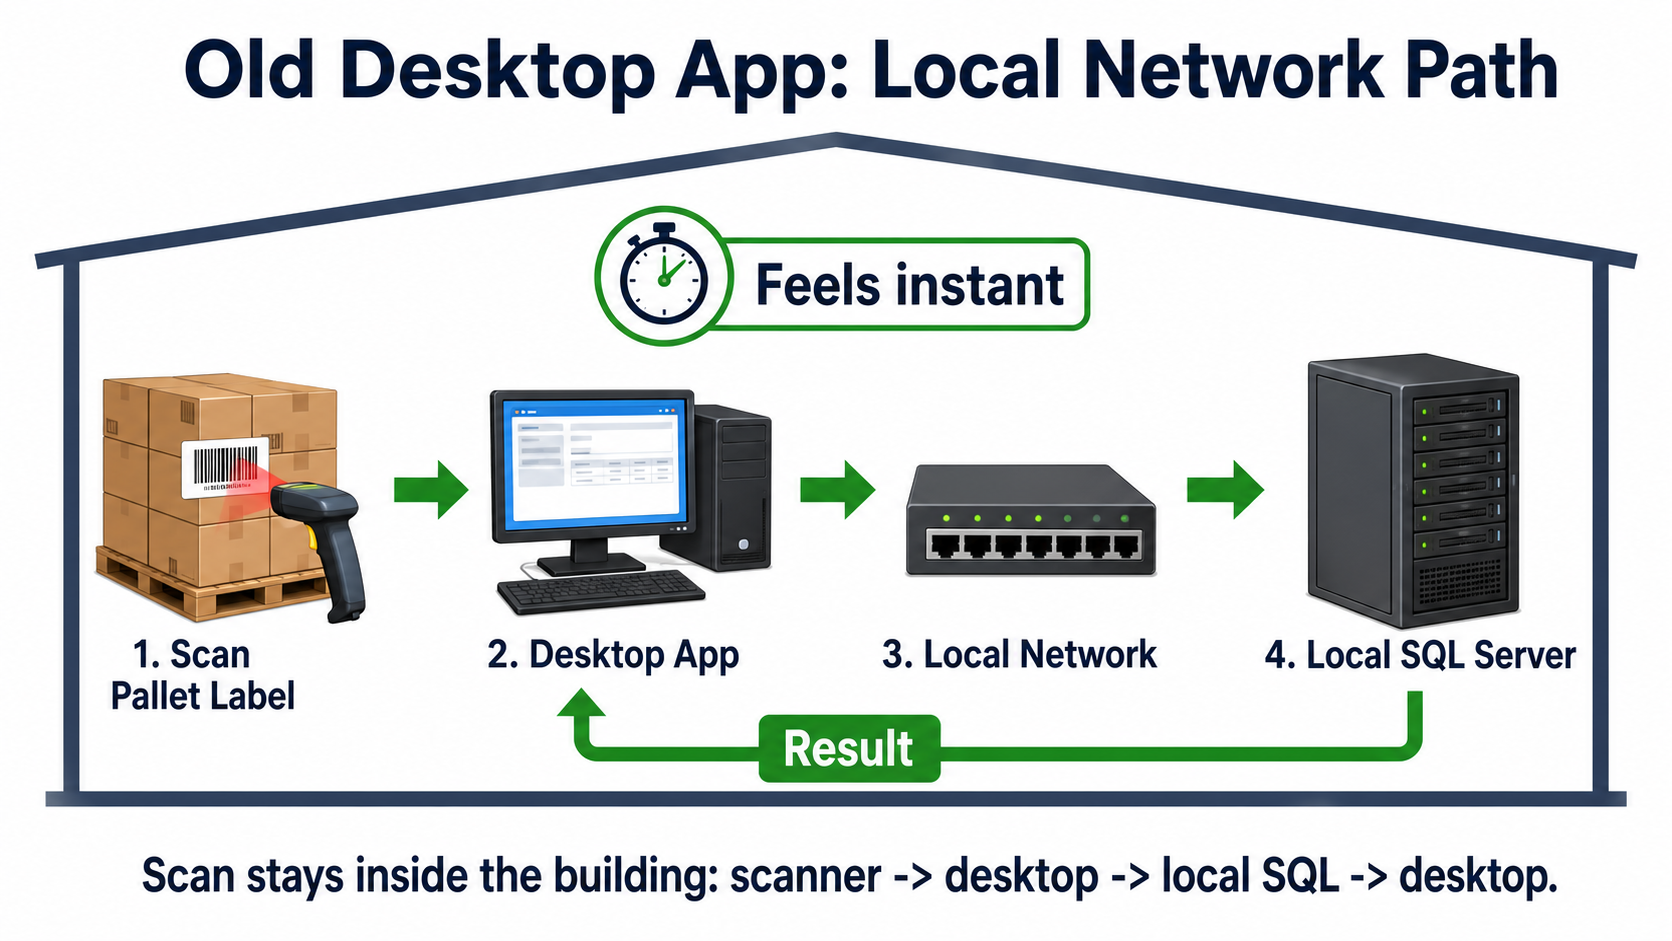 Old Desktop App: Local Network Path
Feels instant
1. Scan
Pallet Label
2. Desktop App
3. Local Network
4. Local SQL Server
Result
Scan stays inside the building: scanner -> desktop -> local SQL -> desktop.